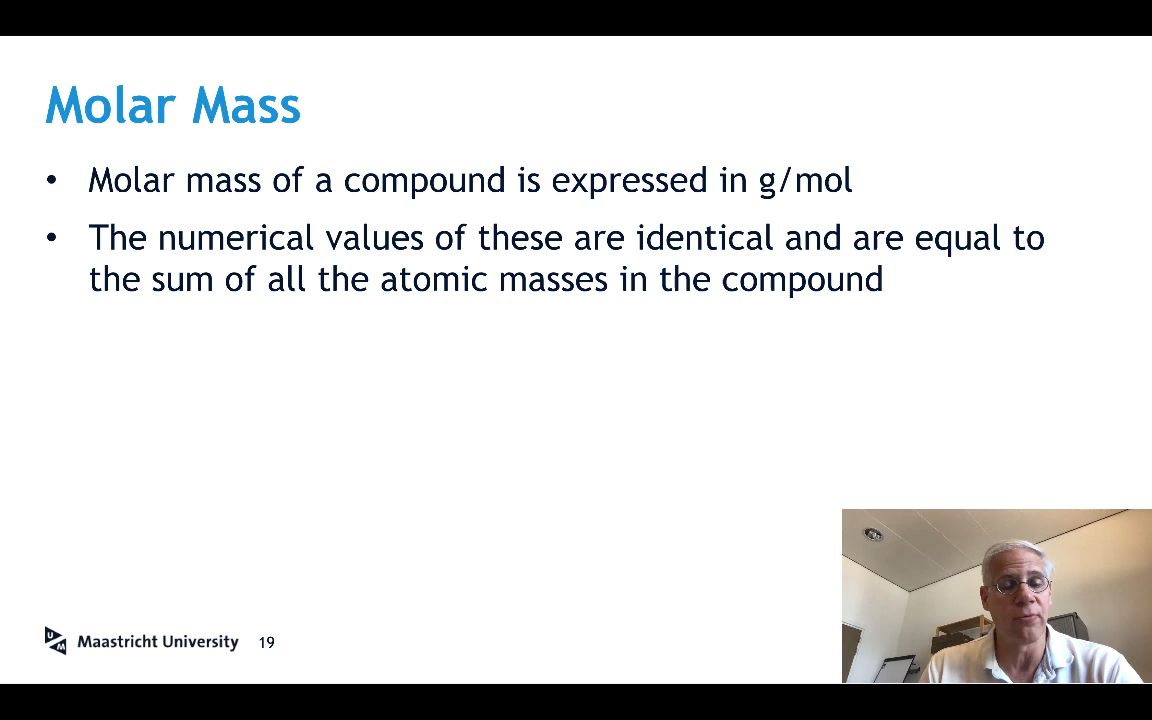 Molar Mass
• Molar mass of a compound is expressed in g/mol
• The numerical values of these are identical and are equal to
the sum of all the atomic masses in the compound
UM Maastricht University 19